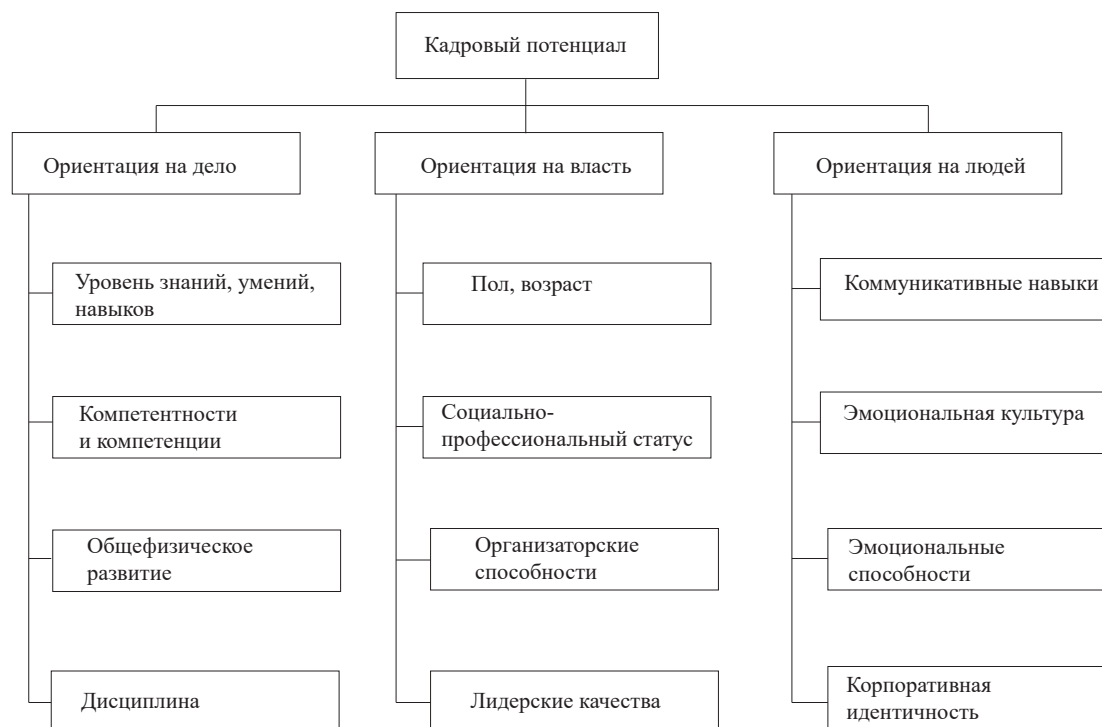 Кадровый потенциал
Ориентация на дело
Ориентация на власть
Ориентация на людей
Уровень знаний, умений,
навыков
Пол, возраст
Коммуникативные навыки
Компетентности
и компетенции
Социально-
профессиональный статус
Эмоциональная культура
Общефизическое
развитие
Организаторские
способности
Эмоциональные
способности
Дисциплина
Лидерские качества
Корпоративная
идентичность